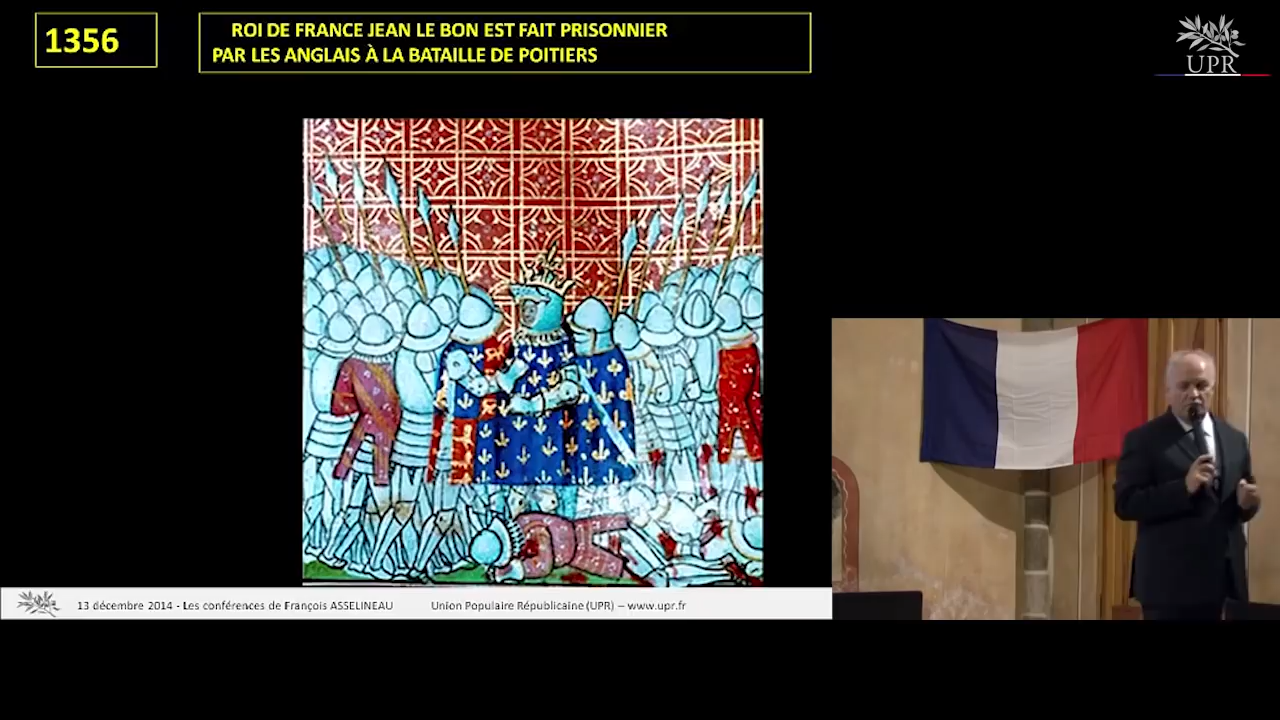 1356
ROI DE FRANCE JEAN LE BON EST FAIT PRISONNIER
PAR LES ANGLAIS À LA BATAILLE DE POITIERS
UPR
13 décembre 2014 - Les conférences de François ASSELINEAU Union Populaire Républicaine (UPR) – www.upr.fr